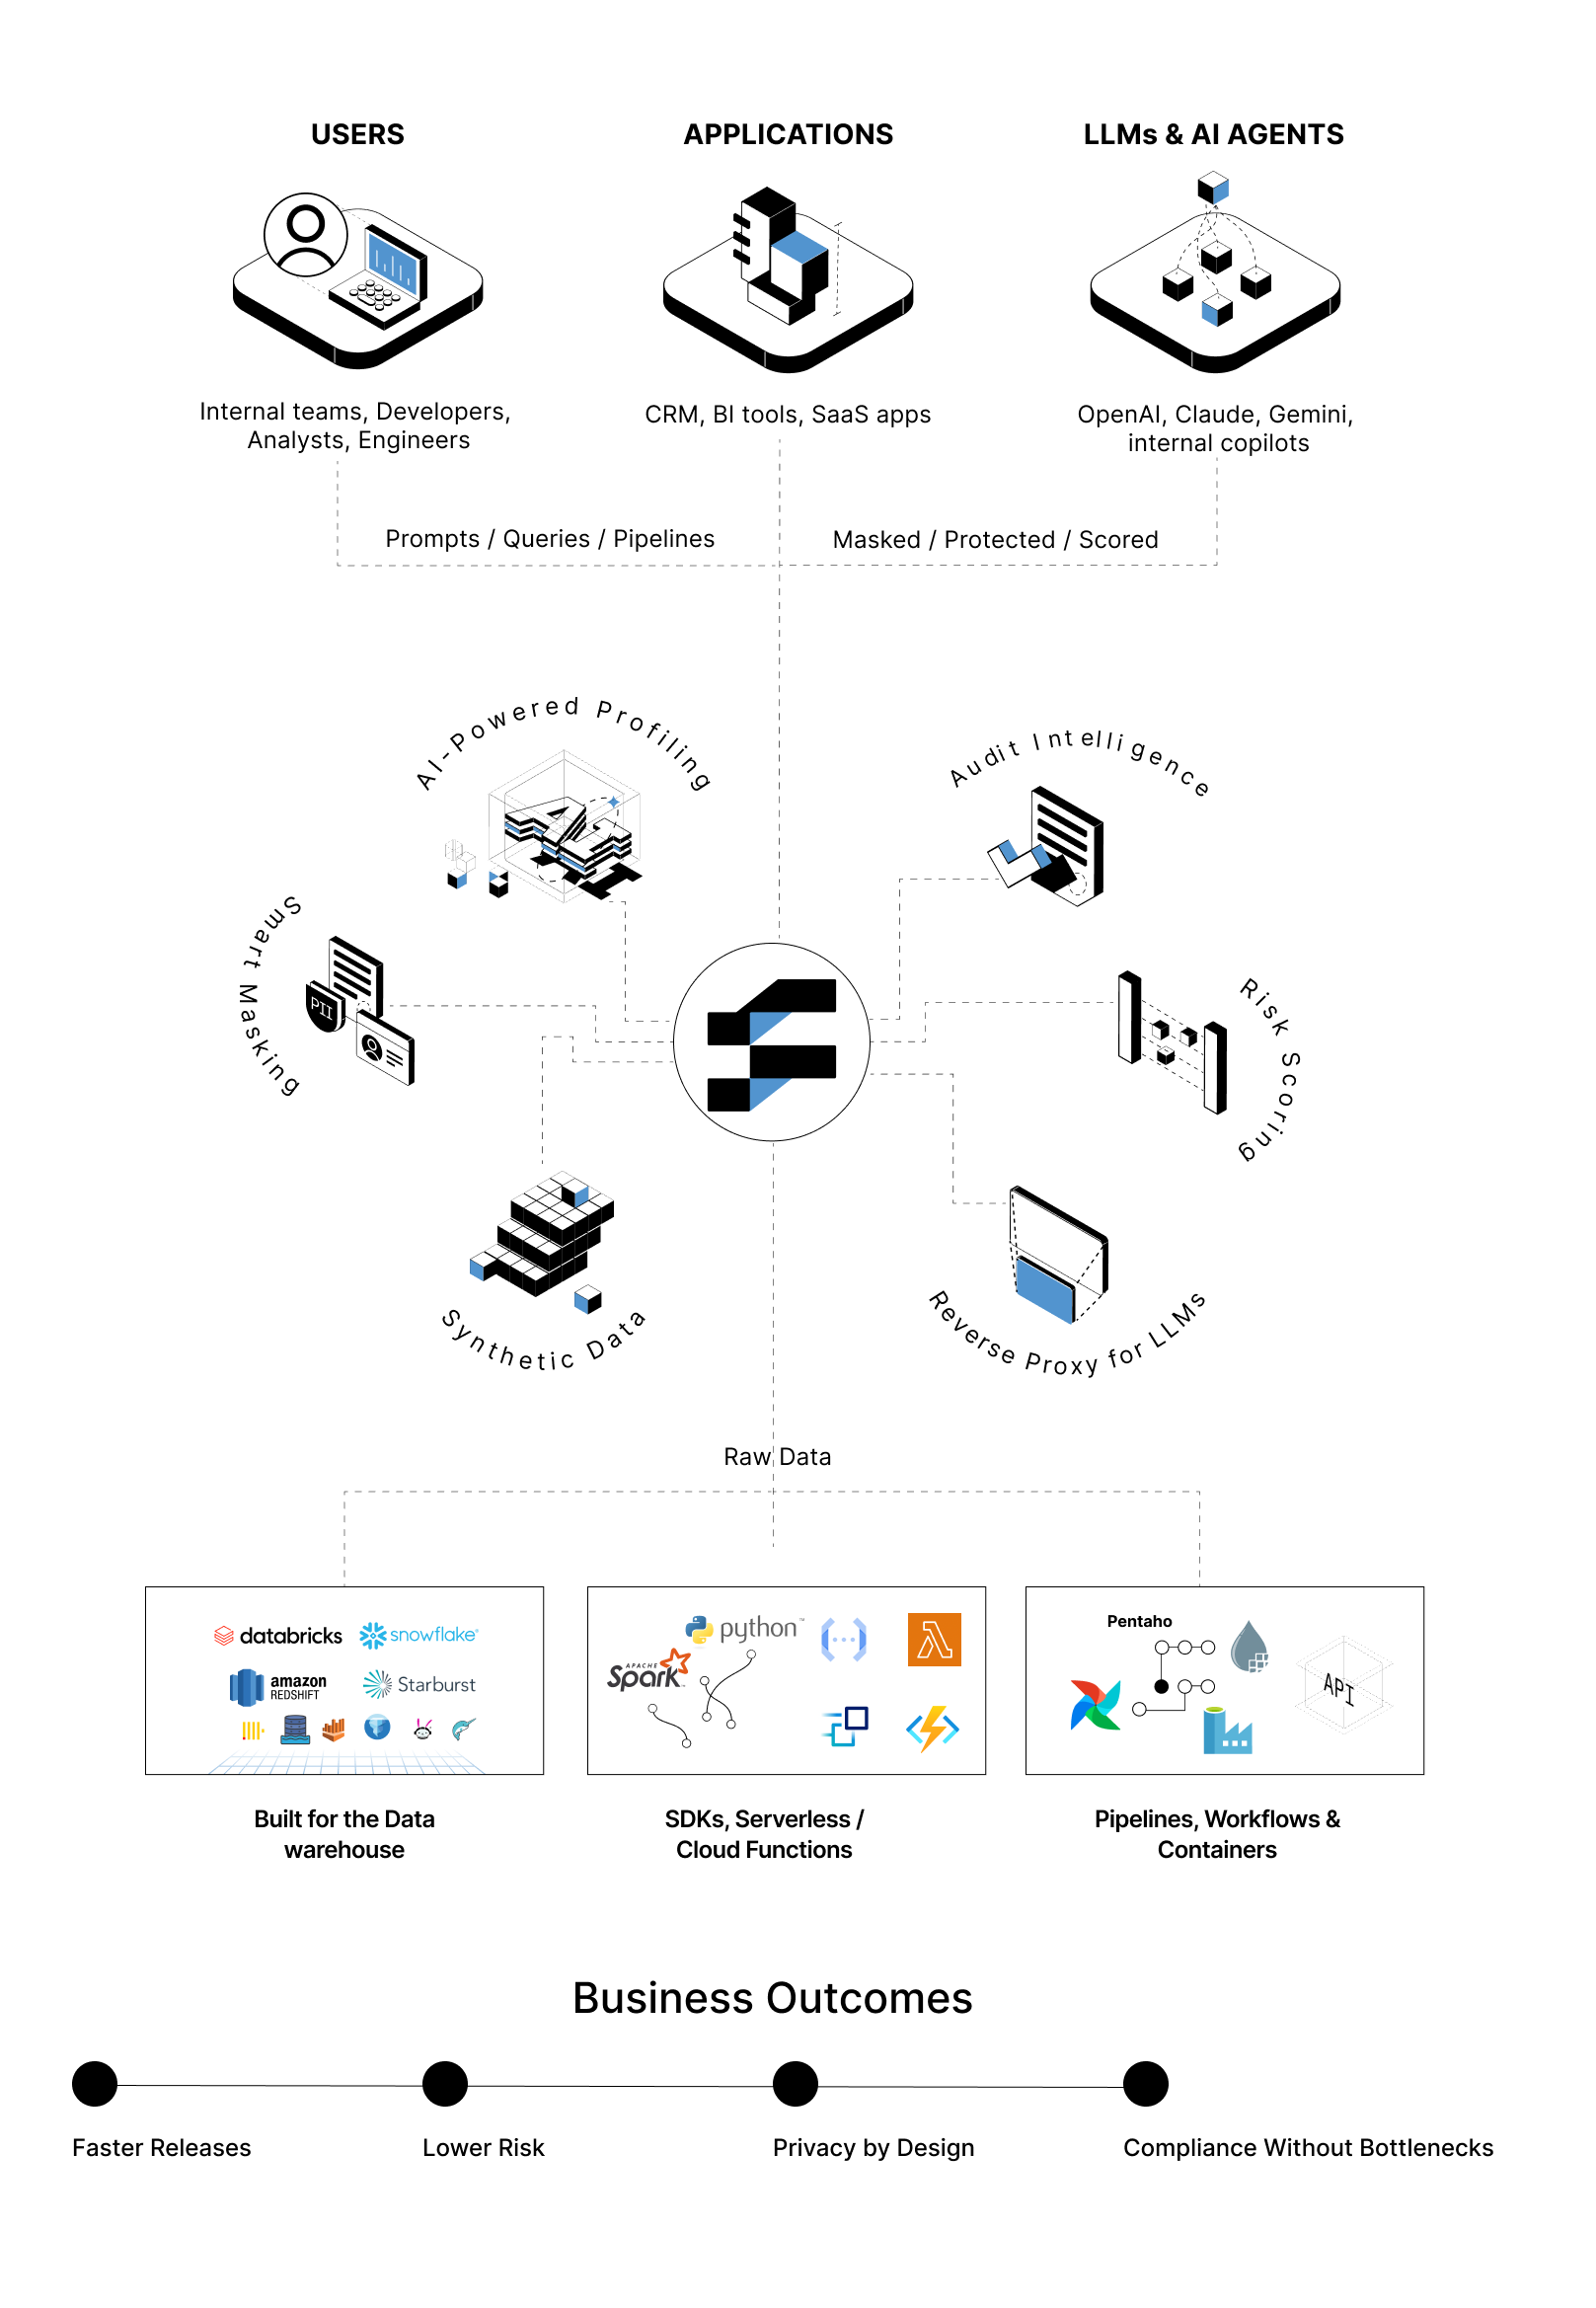 USERS
APPLICATIONS
LLMs & AI AGENTS
Internal teams, Developers,
Analysts, Engineers
CRM, BI tools, SaaS apps
OpenAI, Claude, Gemini,
internal copilots
Prompts / Queries / Pipelines
Masked / Protected / Scored
AI-Powered Profiling
Audit Intelligence
Smart Masking
PII
Risk Scoring
Synthetic Data
Reverse Proxy for LLMs
Raw Data
databricks
snowflake®
amazon
REDSHIFT
Starburst
python™
APACHE
Spark™
Pentaho
API
Built for the Data
warehouse
SDKs, Serverless /
Cloud Functions
Pipelines, Workflows &
Containers
Business Outcomes
Faster Releases
Lower Risk
Privacy by Design
Compliance Without Bottlenecks